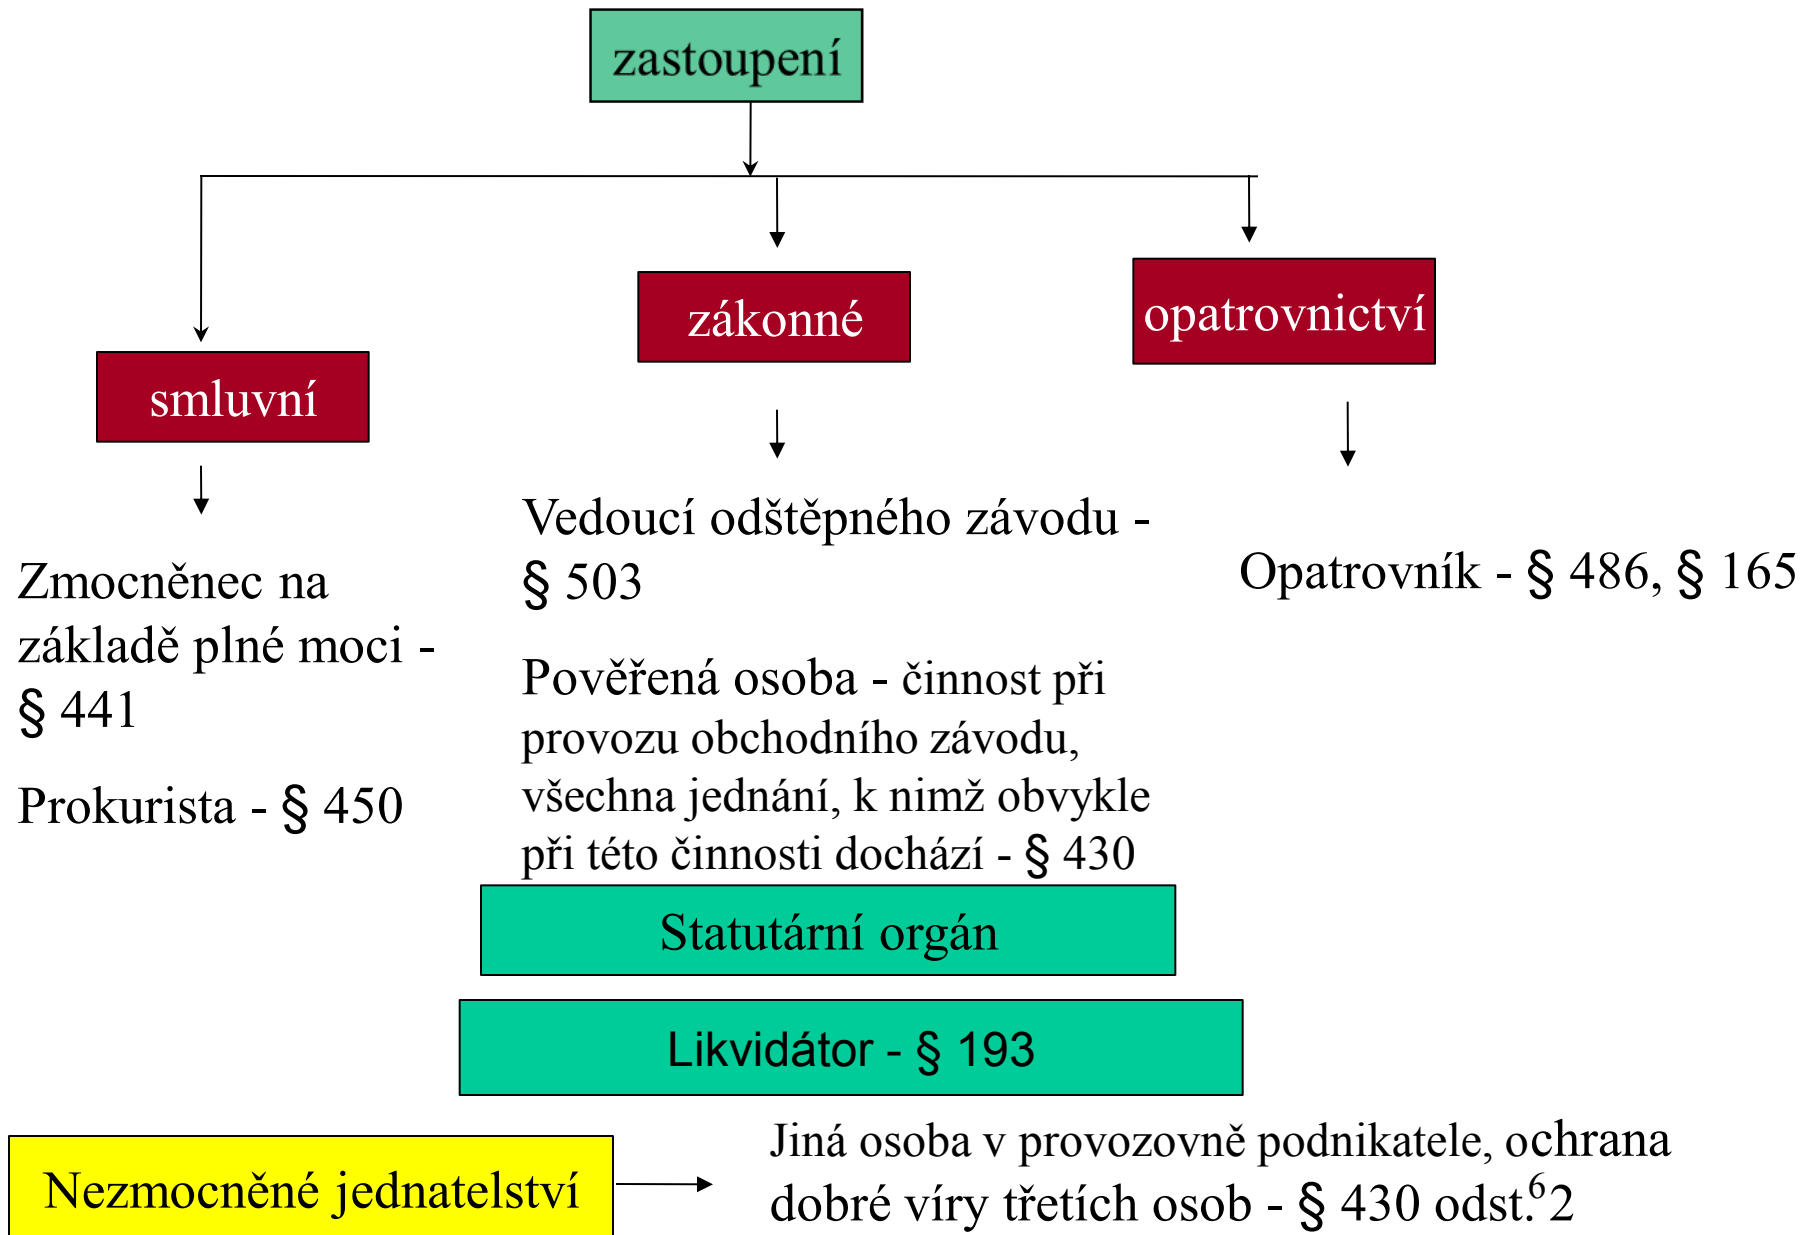 zastoupení
smluvní
zákonné
opatrovnictví
Zmocněnec na
základě plné moci -
§ 441
Prokurista - § 450
Vedoucí odštěpného závodu -
§ 503
Pověřená osoba - činnost při
provozu obchodního závodu,
všechna jednání, k nimž obvykle
při této činnosti dochází - § 430
Opatrovník - § 486, § 165
Statutární orgán
Likvidátor - § 193
Nezmocněné jednatelství
Jiná osoba v provozovně podnikatele, ochrana
dobré víry třetích osob - § 430 odst. 2
6